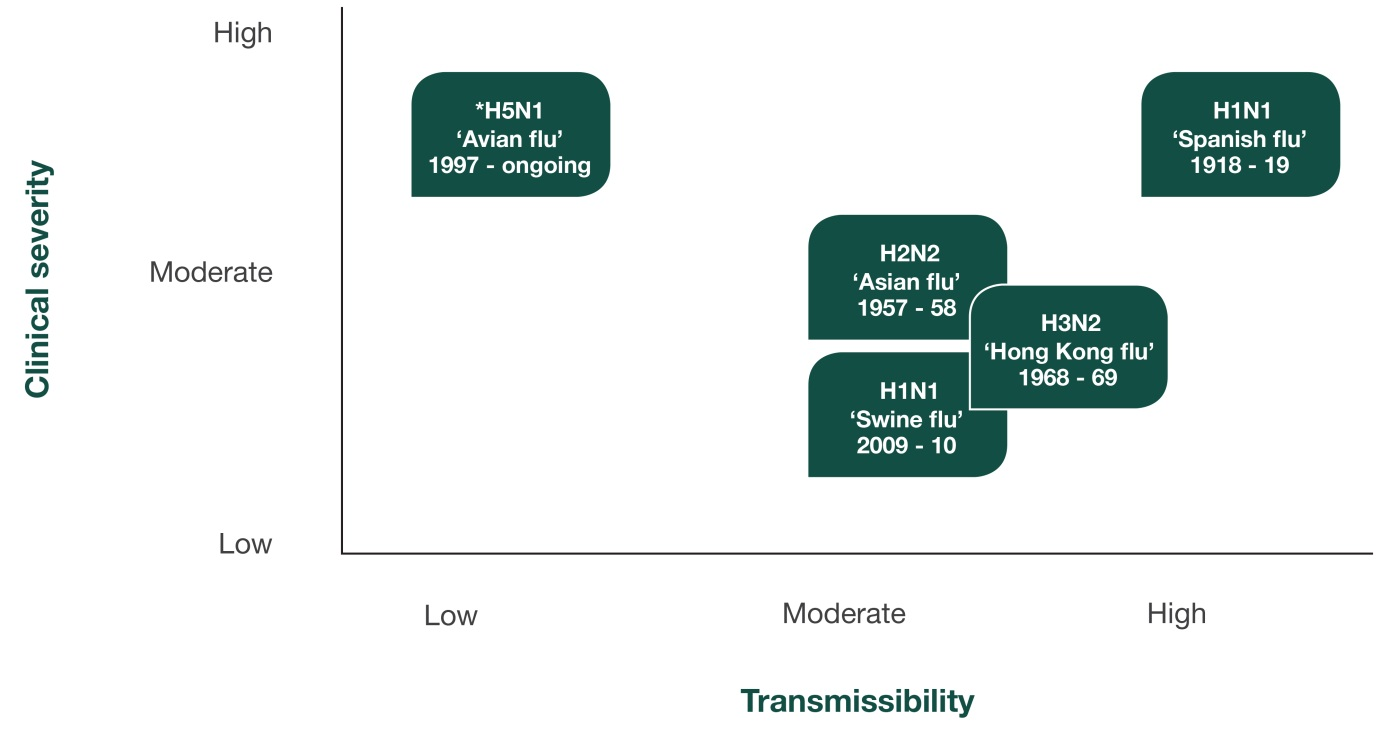 High
*H5N1
‘Avian flu’
1997 - ongoing
H1N1
‘Spanish flu’
1918 - 19
Clinical severity
Moderate
H2N2
‘Asian flu’
1957 - 58
H3N2
‘Hong Kong flu’
1968 - 69
H1N1
‘Swine flu’
2009 - 10
Low
Low
Moderate
High
Transmissibility